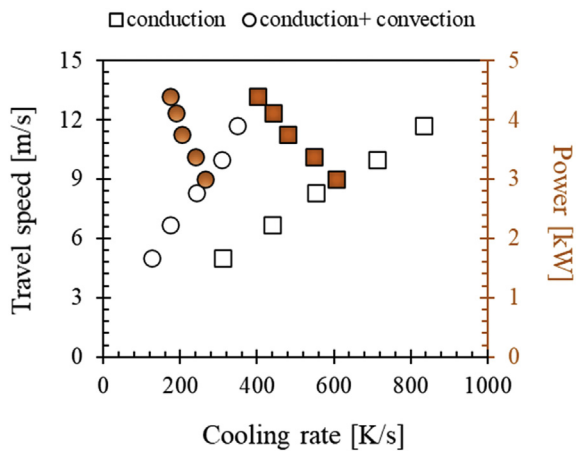 conduction conduction+ convection
15
12
9
6
3
0
Travel speed [m/s]
5
4
3
2
1
0
Power [kW]
0 200 400 600 800 1000
Cooling rate [K/s]